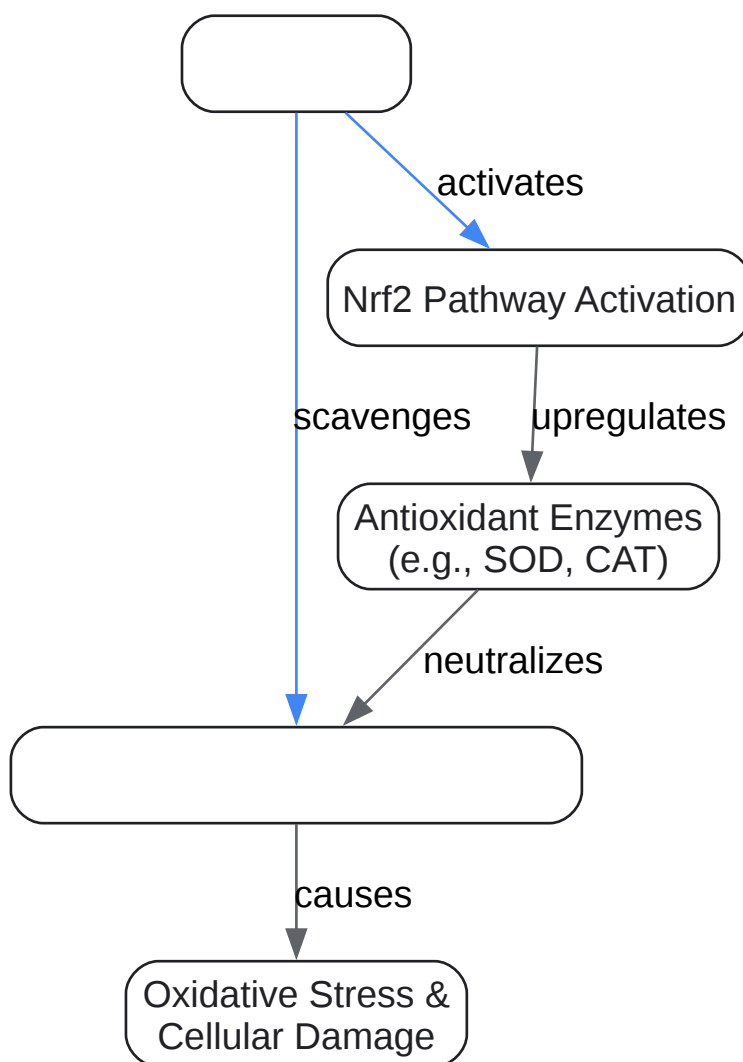 activates
Nrf2 Pathway Activation
scavenges
upregulates
Antioxidant Enzymes
(e.g., SOD, CAT)
neutralizes
causes
Oxidative Stress &
Cellular Damage